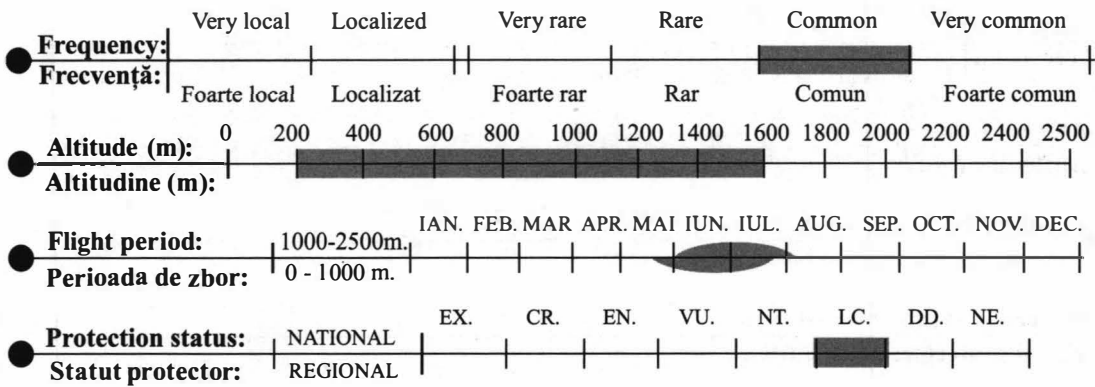 Very local Localized Very rare Rare Common Very common
Frequency:
Frecvență:
Foarte local Localizat Foarte rar Rar Comun Foarte comun
0 200 400 600 800 1000 1200 1400 1600 1800 2000 2200 2400 2500
Altitude (m):
Altitudine (m):
IAN. FEB. MAR APR. MAI IUN. IUL. AUG. SEP. OCT. NOV. DEC.
Flight period: 1000-2500m.
Perioada de zbor: 0 - 1000 m.
EX. CR. EN. VU. NT. LC. DD. NE.
Protection status: NATIONAL
Statut protector: REGIONAL